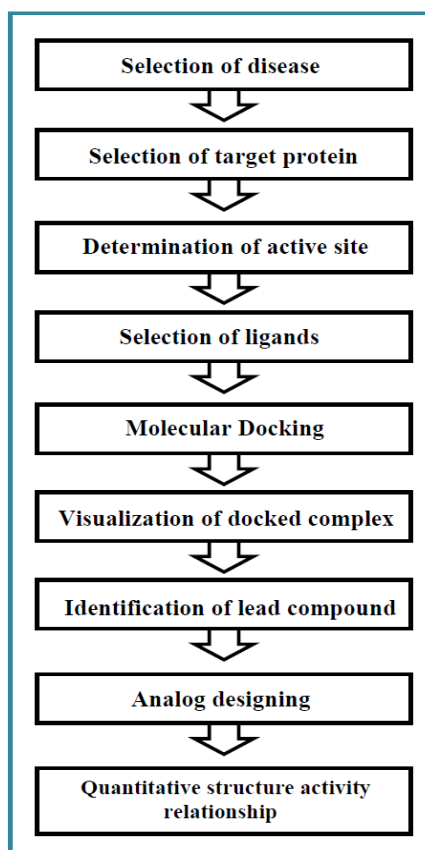 Selection of disease
Selection of target protein
Determination of active site
Selection of ligands
Molecular Docking
Visualization of docked complex
Identification of lead compound
Analog designing
Quantitative structure activity
relationship